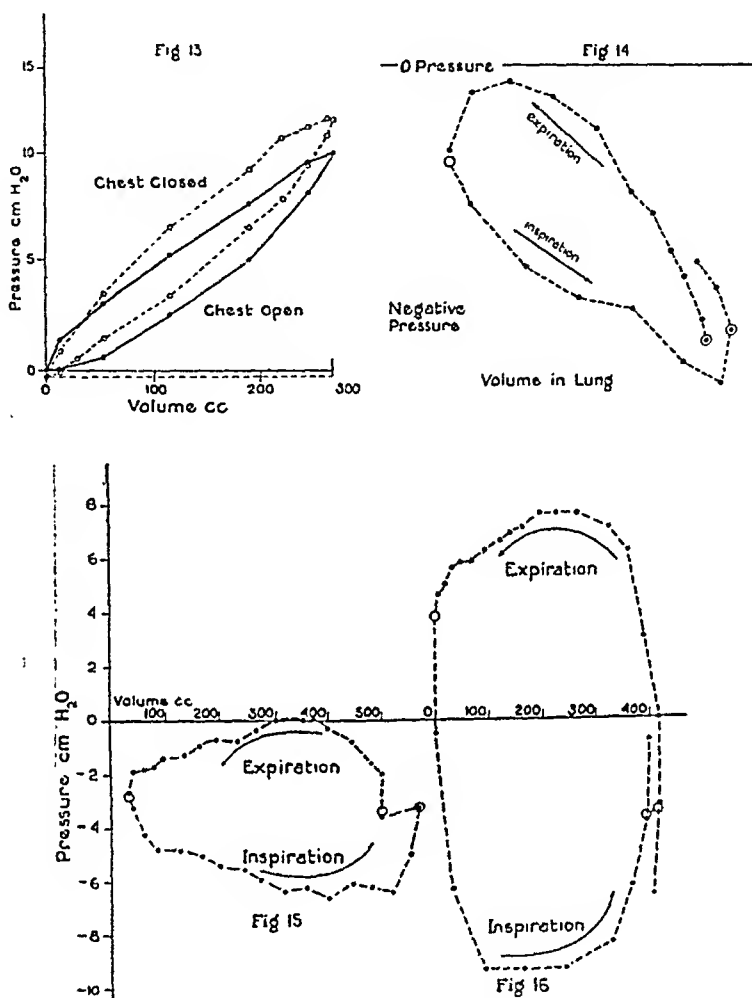 Fig 13
15
10
5
0
Pressure cm H₂O
Chest Closed
Chest Open
0 100 200 300
Volume cc
Fig 14
O Pressure
expiration
inspiration
Negative
Pressure
Volume in Lung
8
6
4
2
0
-2
-4
-6
-8
-10
Pressure cm H₂O
Volume cc 100 200 300 400 500
Expiration
Inspiration
Fig 15
0 100 200 300 400
Expiration
Inspiration
Fig 16